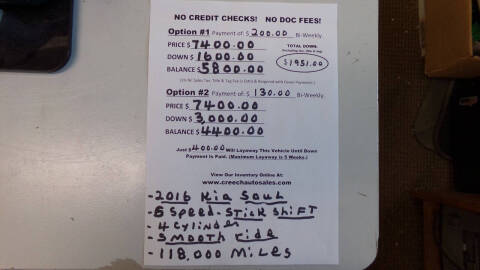 NO CREDIT CHECKS! NO DOC FEES!
Option #1 Payment of: $ 200.00 Bi-Weekly
PRICE $ 7400.00
TOTAL DOWN:
DOWN $ 1600.00
$1951.00
BALANCE $ 5800.00
Option #2 Payment of: $ 130.00 Bi-Weekly
PRICE $ 7400.00
DOWN $ 3,000.00
BALANCE $ 4400.00
Just $ 400.00 Will Layaway This Vehicle Until Down
Payment Is Paid. (Maximum Layaway is 5 Weeks.)
View Our Inventory Online At:
www.creechautosales.com
- 2016 Kia Soul
- 6 Speed - Stick Shift
- 4 Cylinder
- Smooth ride
- 118,000 Miles